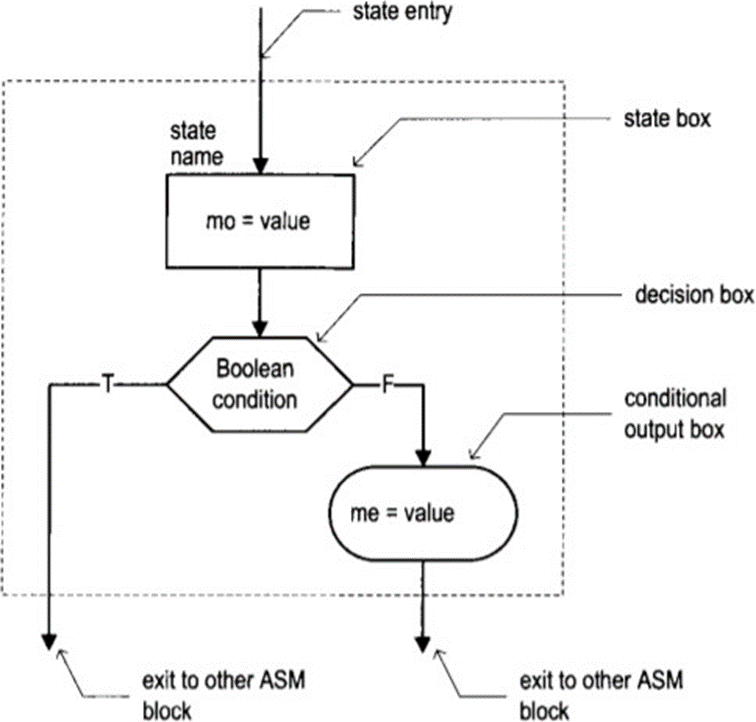 state entry
state box
state
name
mo = value
decision box
Boolean
condition
T
F
conditional
output box
me = value
exit to other ASM
block
exit to other ASM
block